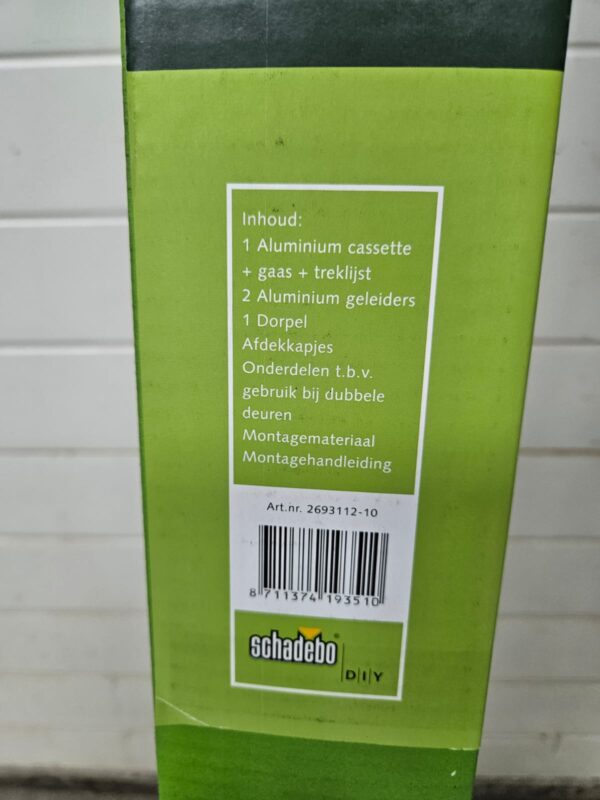 Inhoud:
1 Aluminium cassette
+ gaas + treklijst
2 Aluminium geleiders
1 Dorpel
Afdekkapjes
Onderdelen t.b.v.
gebruik bij dubbele
deuren
Montagemateriaal
Montagehandleiding
Art.nr. 2693112-10
8 711374 193510
schadebo®
D|I|Y